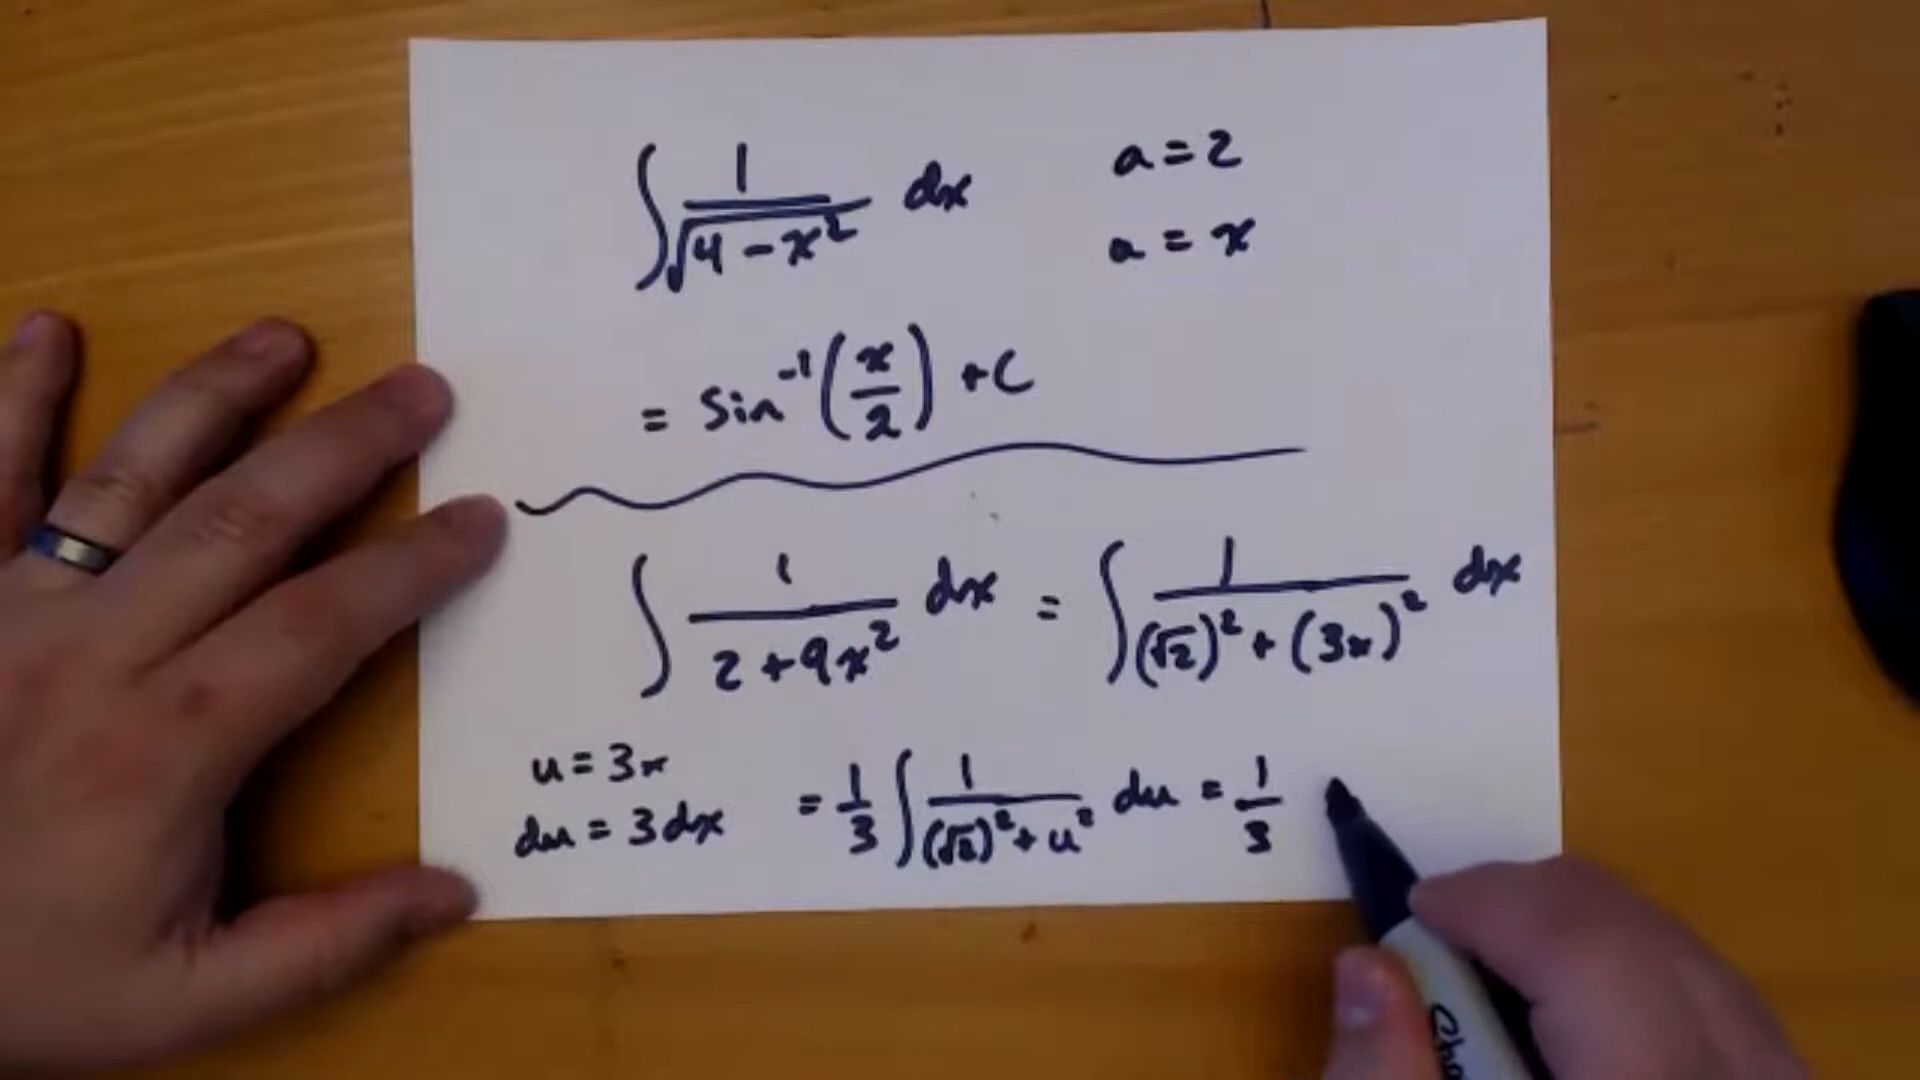 ∫ 1/√(4 - x²) dx    a = 2
a = x
= sin⁻¹(x/2) + C
∫ 1/(2 + 9x²) dx = ∫ 1/((√2)² + (3x)²) dx
u = 3x
du = 3dx    = 1/3 ∫ 1/((√2)² + u²) du = 1/3